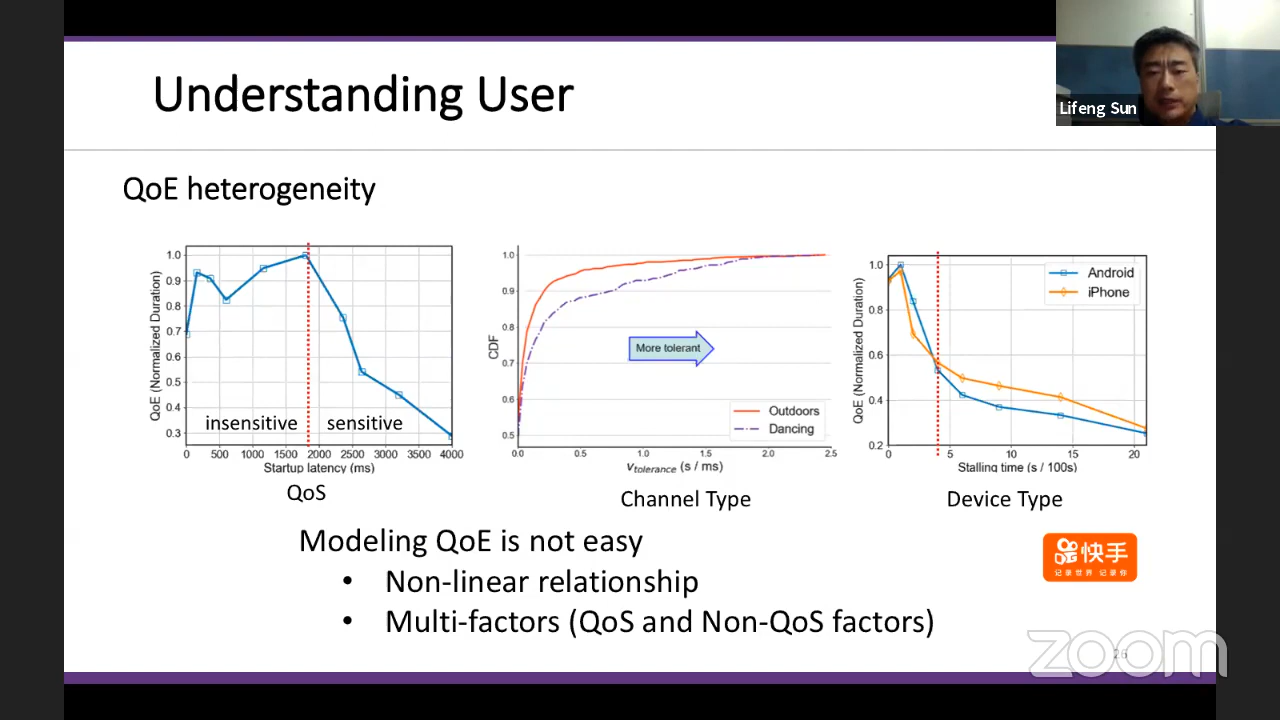 Understanding User
Lifeng Sun
QoE heterogeneity
QoE (Normalized Duration)
1.0
0.9
0.8
0.7
0.6
0.5
0.4
0.3
insensitive
sensitive
0 500 1000 1500 2000 2500 3000 3500 4000
Startup latency (ms)
QoS
CDF
1.0
0.9
0.8
0.7
0.6
0.5
More tolerant
Outdoors
Dancing
0.0 0.5 1.0 1.5 2.0 2.5
Vtolerance (s / ms)
Channel Type
QoE (Normalized Duration)
1.0
0.8
0.6
0.4
0.2
Android
iPhone
0 5 10 15 20
Stalling time (s / 100s)
Device Type
Modeling QoE is not easy
• Non-linear relationship
• Multi-factors (QoS and Non-QoS factors)
快手
记录世界 记录你
26
zoom